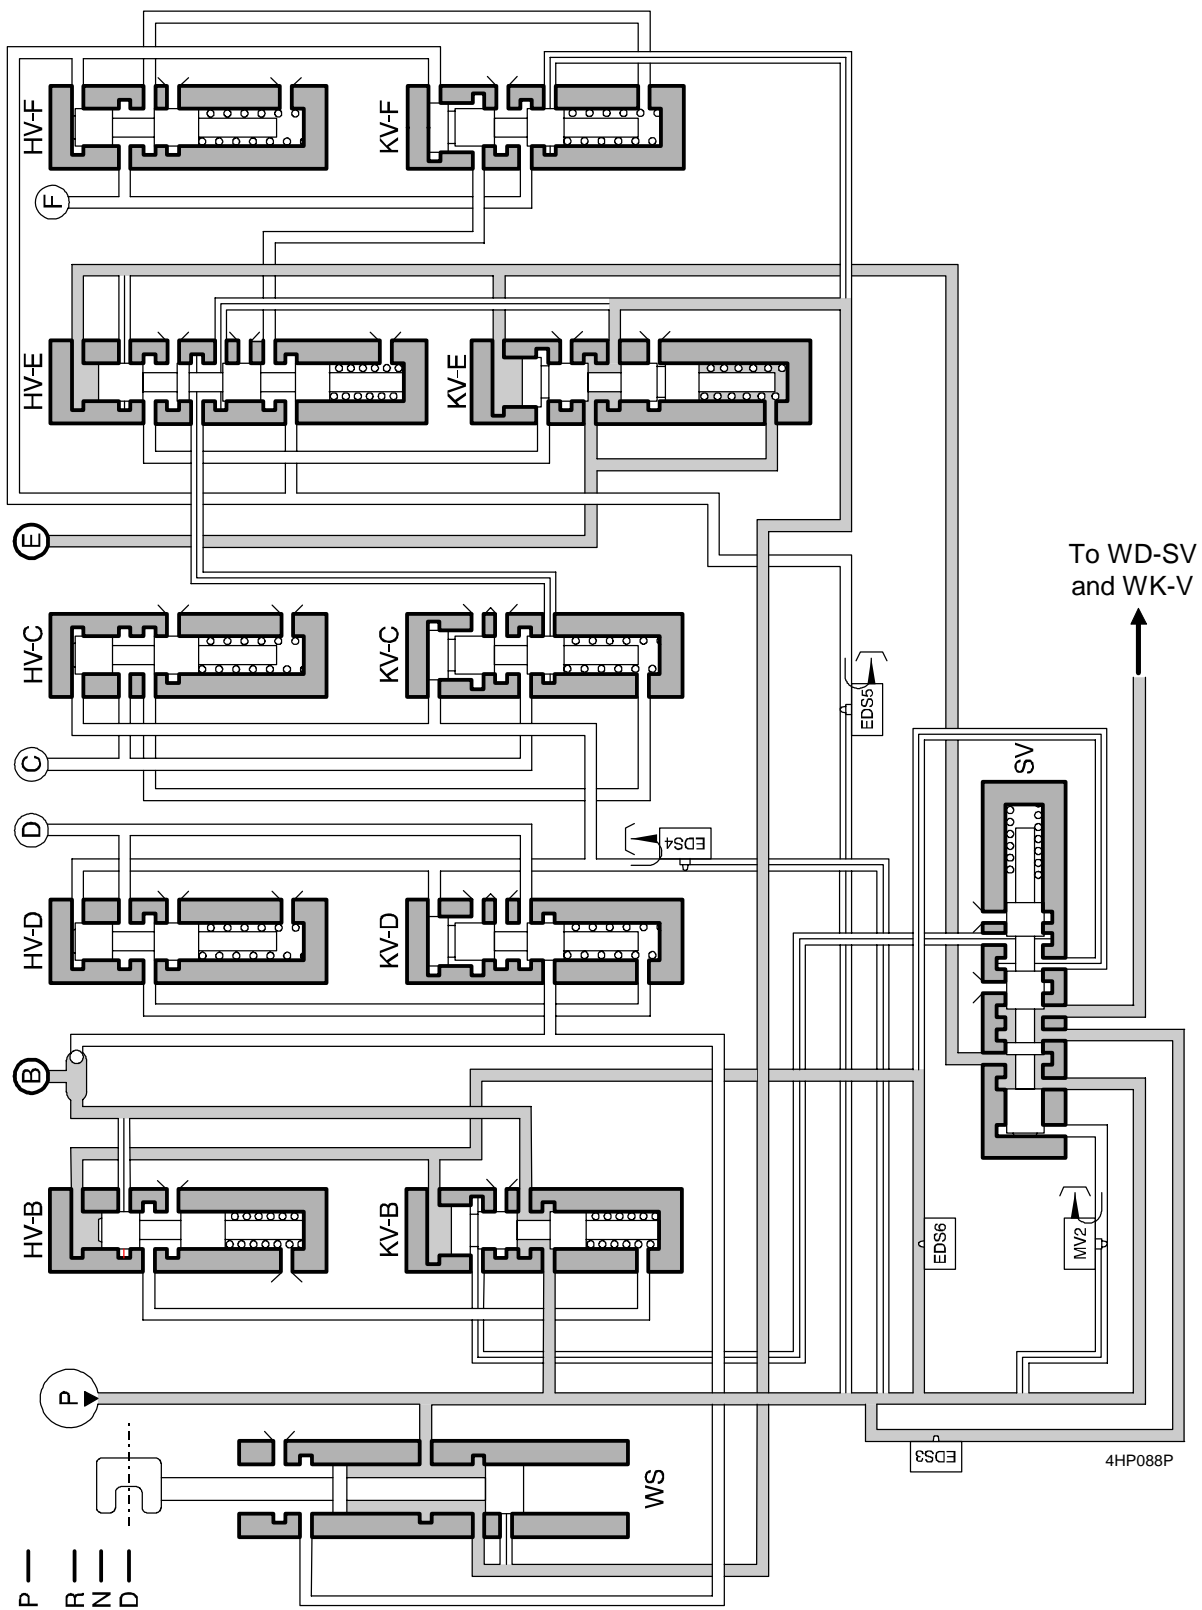 HV-F
KV-F
F
HV-E
KV-E
E
To WD-SV
and WK-V
HV-C
KV-C
EDS5
C
SV
D
EDS4
HV-D
KV-D
B
HV-B
KV-B
EDS6
MV2
P
EDS3
4HP088P
WS
P
R
N
D